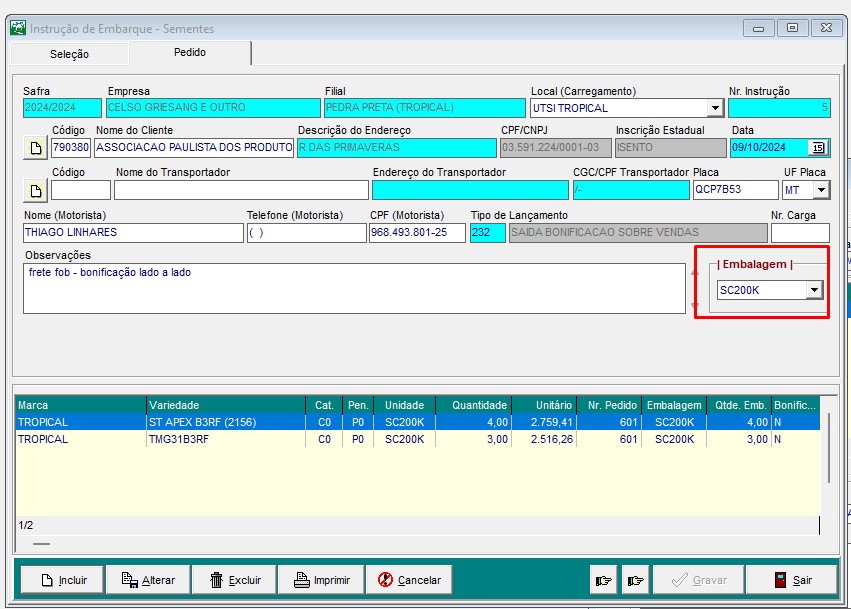 Instrução de Embarque - Sementes
Seleção Pedido
Safra Empresa Filial Local (Carregamento) Nr. Instrução
2024/2024 CELSO GRIESANG E OUTRO PEDRA PRETA (TROPICAL) UTSI TROPICAL 5
Código Nome do Cliente Descrição do Endereço CPF/CNPJ Inscrição Estadual Data
790380 ASSOCIACAO PAULISTA DOS PRODUTO R DAS PRIMAVERAS 03.591.224/0001-03 ISENTO 09/10/2024 15
Código Nome do Transportador Endereço do Transportador CGC/CPF Transportador Placa UF Placa
/- QCP7B53 MT
Nome (Motorista) Telefone (Motorista) CPF (Motorista) Tipo de Lançamento Nr. Carga
THIAGO LINHARES ( ) 968.493.801-25 232 SAIDA BONIFICACAO SOBRE VENDAS
Observações
frete fob - bonificação lado a lado
| Embalagem |
SC200K
Marca Variedade Cat. Pen. Unidade Quantidade Unitário Nr. Pedido Embalagem Qtde. Emb. Bonific...
TROPICAL ST APEX B3RF (2156) C0 P0 SC200K 4,00 2.759,41 601 SC200K 4,00 N
TROPICAL TMG31B3RF C0 P0 SC200K 3,00 2.516,26 601 SC200K 3,00 N
1/2
Incluir Alterar Excluir Imprimir Cancelar Gravar Sair